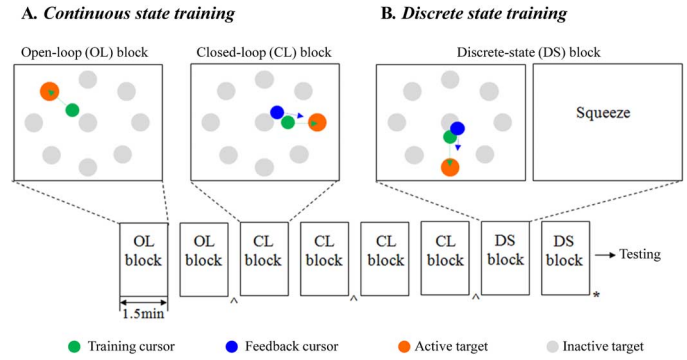 A. Continuous state training
B. Discrete state training
Open-loop (OL) block
Closed-loop (CL) block
Discrete-state (DS) block
Squeeze
OL block
OL block
CL block
CL block
CL block
CL block
DS block
DS block
Testing
^
^
^
*
1.5min
Training cursor
Feedback cursor
Active target
Inactive target